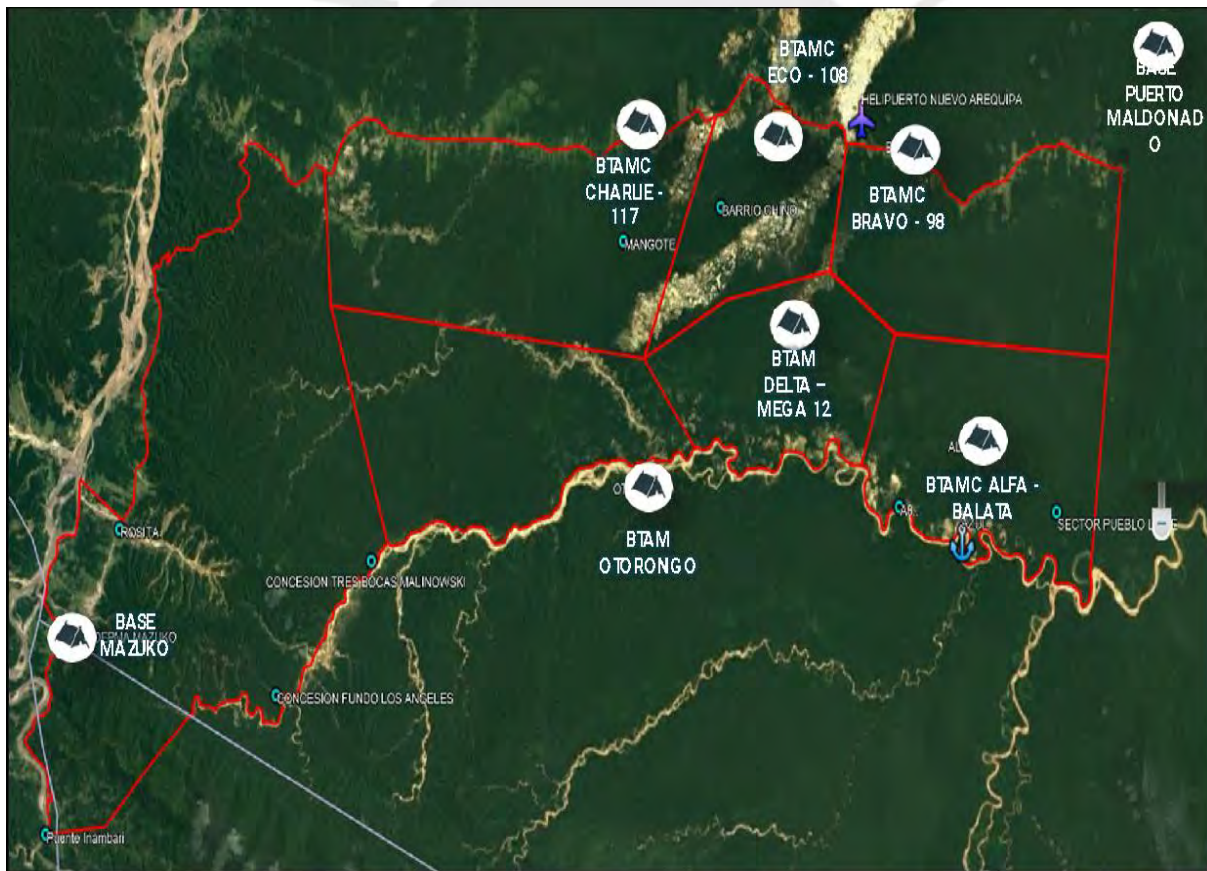 BTAMC
ECO - 108
BASE
PUERTO
MALDONAD
O
HELIPUERTO NUEVO AREQUIPA
BTAMC
CHARLIE -
117
BTAMC
BRAVO - 98
BARRIO CHINO
MANGOTE
BTAM
DELTA –
MEGA 12
BTAMC ALFA -
BALATA
SECTOR PUEBLO
BTAM
OTORONGO
ROSITA
CONCESION TRES BOCAS MALINOWSKI
BASE
MAZUKO
MAZUKO
CONCESION FUNDO LOS ANGELES
Puente Inambari